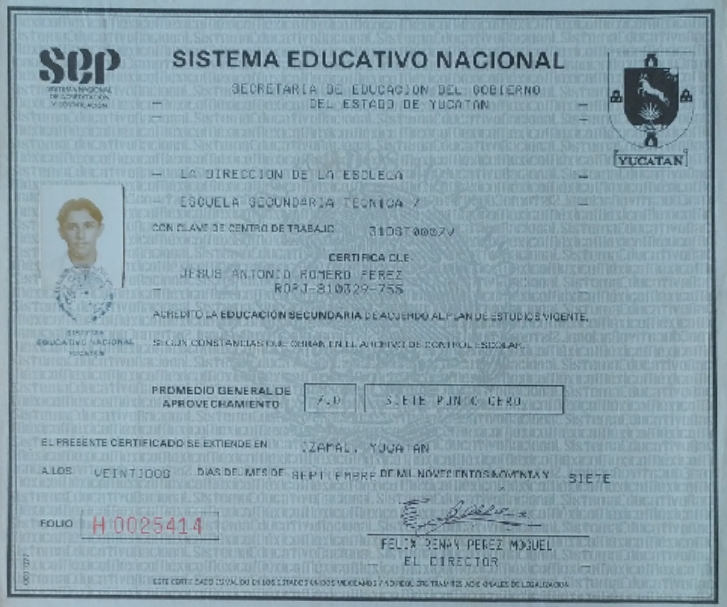 SEP
SISTEMA NACIONAL
DE ACREDITACION
Y CERTIFICACION
SISTEMA EDUCATIVO NACIONAL
SECRETARIA DE EDUCACION DEL GOBIERNO
DEL ESTADO DE YUCATAN
YUCATAN
LA DIRECCION DE LA ESCUELA
ESCUELA SECUNDARIA TECNICA 7
CON CLAVE DE CENTRO DE TRABAJO 31DST0007V
CERTIFICA QUE
JESUS ANTONIO ROMERO PEREZ
ROPJ-810329-755
ACREDITO LA EDUCACION SECUNDARIA DE ACUERDO AL PLAN DE ESTUDIOS VIGENTE,
SEGUN CONSTANCIAS QUE OBRAN EN EL ARCHIVO DE CONTROL ESCOLAR.
SISTEMA
EDUCATIVO NACIONAL
YUCATAN
PROMEDIO GENERAL DE
APROVECHAMIENTO 7.0 SIETE PUNTO CERO
EL PRESENTE CERTIFICADO SE EXTIENDE EN IZAMAL, YUCATAN
A LOS VEINTIDOS DIAS DEL MES DE SEPTIEMBRE DE MIL NOVECIENTOS NOVENTA Y SIETE
FOLIO H 0025414
FELIX RENAN PEREZ MOGUEL
EL DIRECTOR
ESTE CERTIFICADO ES VALIDO EN LOS ESTADOS UNIDOS MEXICANOS Y NO REQUIERE TRAMITES ADICIONALES DE LEGALIZACION